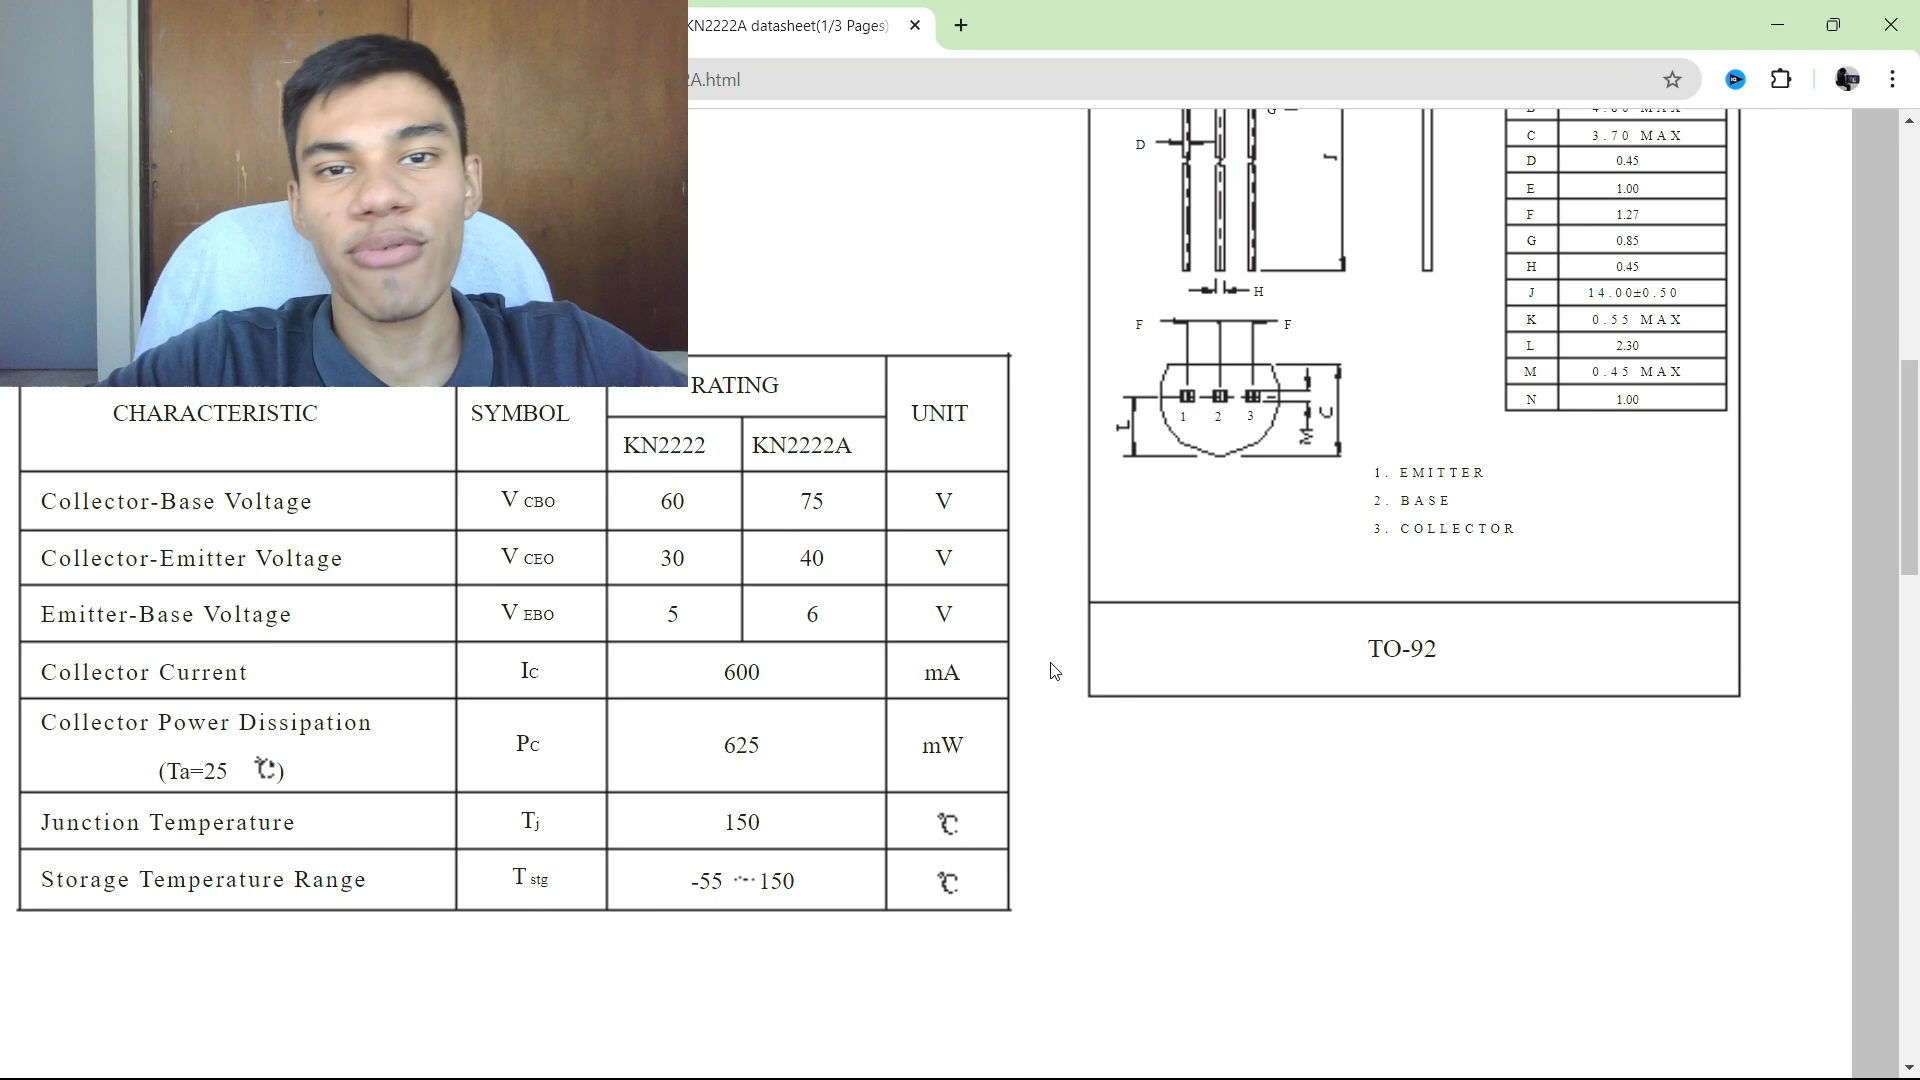 KN2222A datasheet(1/3 Pages)
A.html
CHARACTERISTIC SYMBOL RATING UNIT
KN2222 KN2222A
Collector-Base Voltage VCBO 60 75 V
Collector-Emitter Voltage VCEO 30 40 V
Emitter-Base Voltage VEBO 5 6 V
Collector Current IC 600 mA
Collector Power Dissipation (Ta=25 ℃) PC 625 mW
Junction Temperature Tj 150 ℃
Storage Temperature Range Tstg -55 ~ 150 ℃
G
D
J
H
F F
1 2 3
L
M
C
C 3.70 MAX
D 0.45
E 1.00
F 1.27
G 0.85
H 0.45
J 14.00±0.50
K 0.55 MAX
L 2.30
M 0.45 MAX
N 1.00
1. EMITTER
2. BASE
3. COLLECTOR
TO-92